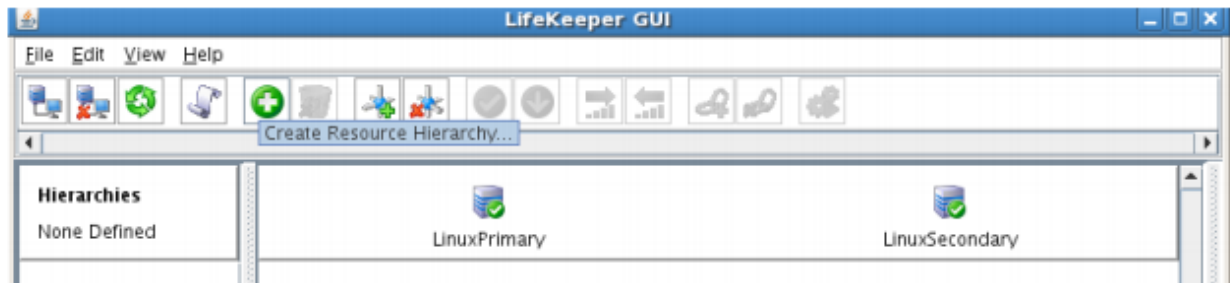 LifeKeeper GUI
File Edit View Help
Create Resource Hierarchy...
Hierarchies
None Defined
LinuxPrimary
LinuxSecondary